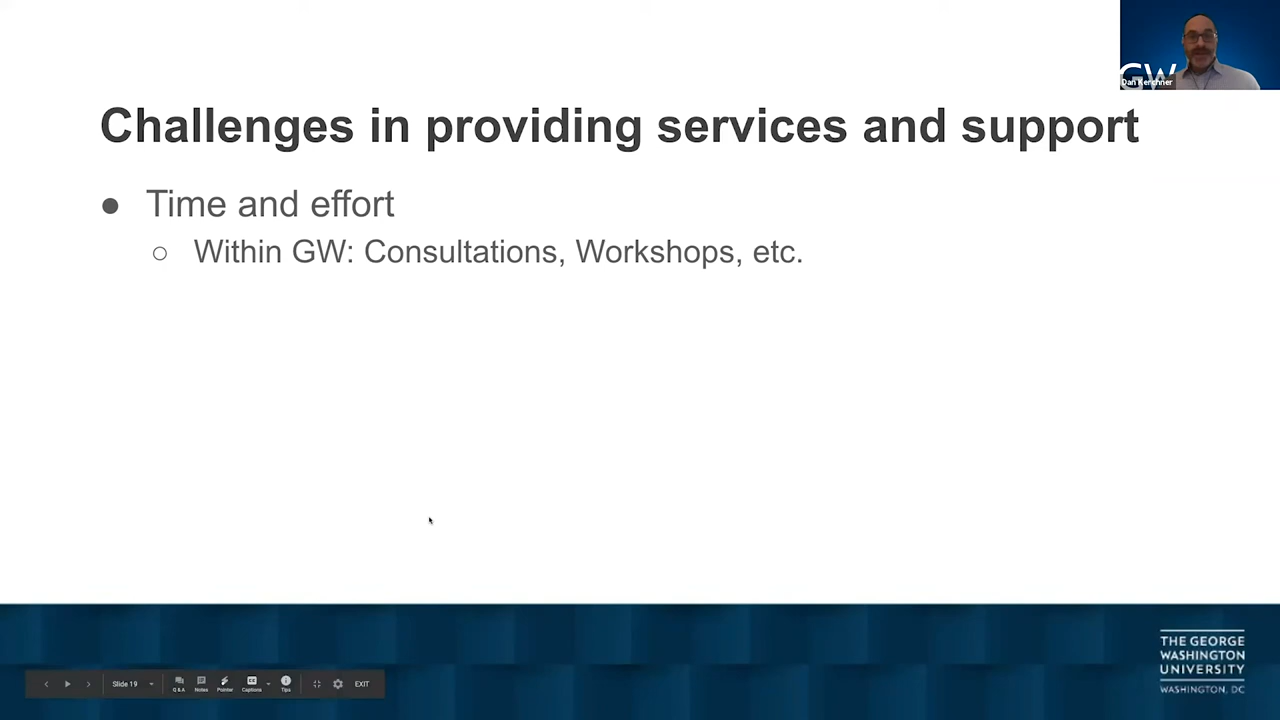 GW
Dan Kerchner
Challenges in providing services and support
● Time and effort
○ Within GW: Consultations, Workshops, etc.
THE GEORGE
WASHINGTON
UNIVERSITY
WASHINGTON, DC
Slide 19
Q & A
Notes
Pointer
Captions
Tips
EXIT